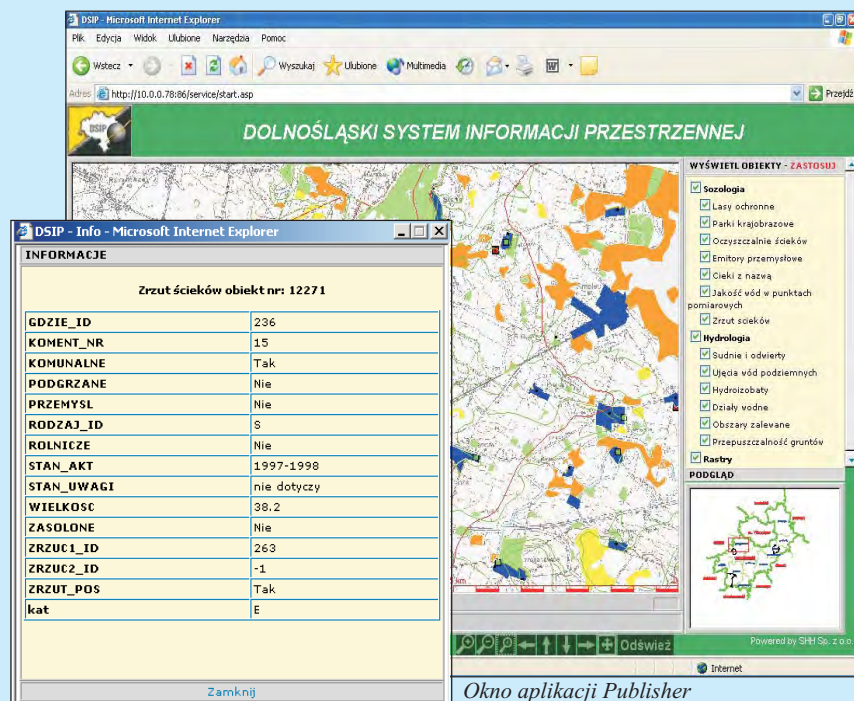 DSIP - Microsoft Internet Explorer
Plik Edycja Widok Ulubione Narzędzia Pomoc
Wstecz Wyszukaj Ulubione Multimedia
Adres http://10.0.0.78:86/service/start.asp Przejdź
DSIP
DOLNOŚLĄSKI SYSTEM INFORMACJI PRZESTRZENNEJ
WYŚWIETL OBIEKTY - ZASTOSUJ
Sozologia
Lasy ochronne
Parki krajobrazowe
Oczyszczalnie ścieków
Emitory przemysłowe
Cieki z nazwą
Jakość wód w punktach
pomiarowych
Zrzut scieków
Hydrologia
Sudnie i odwierty
Ujęcia vód podziemnych
Hydroizobaty
Działy wodne
Obszary zalewane
Przepuszczalność gruntów
Rastry
PODGLĄD
DSIP - Info - Microsoft Internet Explorer
INFORMACJE
Zrzut ścieków obiekt nr: 12271
GDZIE_ID 236
KOMENT_NR 15
KOMUNALNE Tak
PODGRZANE Nie
PRZEMYSL Nie
RODZAJ_ID S
ROLNICZE Nie
STAN_AKT 1997-1998
STAN_UWAGI nie dotyczy
WIELKOSC 38.2
ZASOLONE Nie
ZRZUC1_ID 263
ZRZUC2_ID -1
ZRZUT_POS Tak
kat E
Zamknij
km
Odśwież
Powered by SHH Sp. z o.o.
Internet
Okno aplikacji Publisher